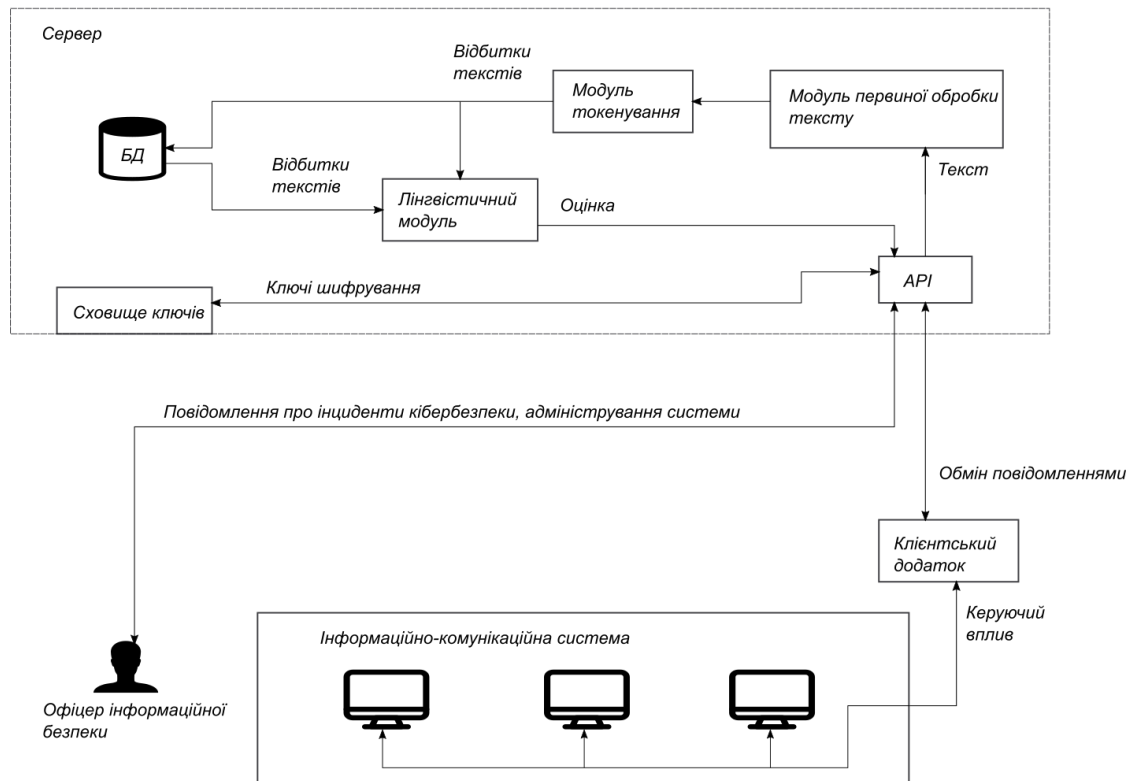 Сервер
Відбитки
текстів
Модуль
токенування
Модуль первиної обробки
тексту
БД
Відбитки
текстів
Текст
Лінгвістичний
модуль
Оцінка
API
Ключі шифрування
Сховище ключів
Повідомлення про інциденти кібербезпеки, адміністрування системи
Обмін повідомленнями
Клієнтський
додаток
Керуючий
вплив
Інформаційно-комунікаційна система
Офіцер інформаційної
безпеки